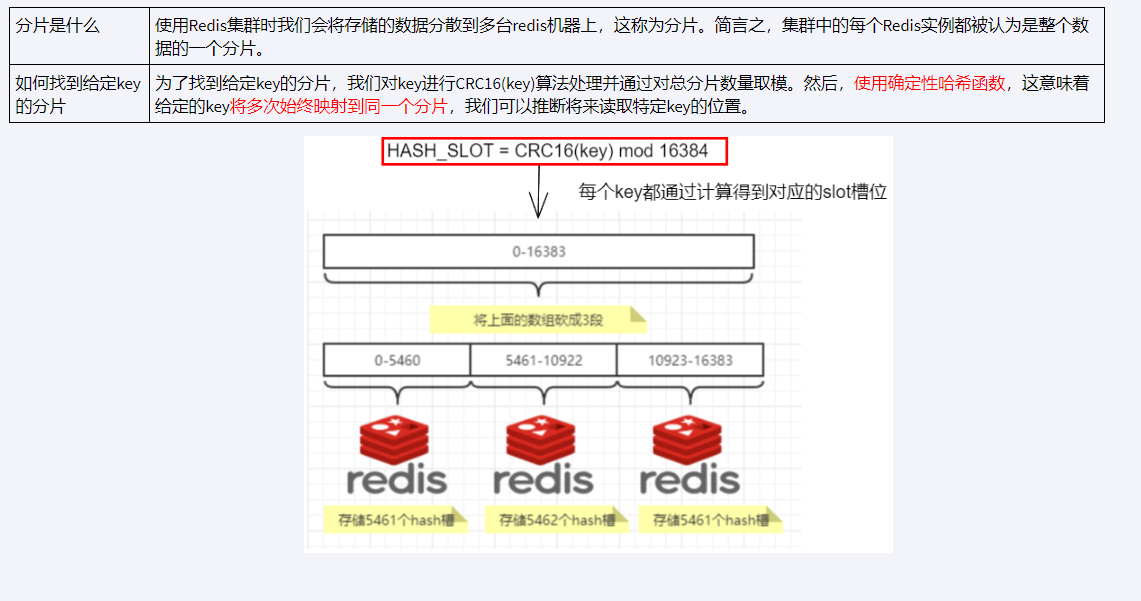 分片是什么
使用Redis集群时我们会将存储的数据分散到多台redis机器上，这称为分片。简言之，集群中的每个Redis实例都被认为是整个数
据的一个分片。
如何找到给定key
的分片
为了找到给定key的分片，我们对key进行CRC16(key)算法处理并通过对总分片数量取模。然后，使用确定性哈希函数，这意味着
给定的key将多次始终映射到同一个分片，我们可以推断将来读取特定key的位置。
HASH_SLOT = CRC16(key) mod 16384
每个key都通过计算得到对应的slot槽位
0-16383
将上面的数组砍成3段
0-5460
5461-10922
10923-16383
redis
redis
redis
存储5461个hash槽
存储5462个hash槽
存储5461个hash槽